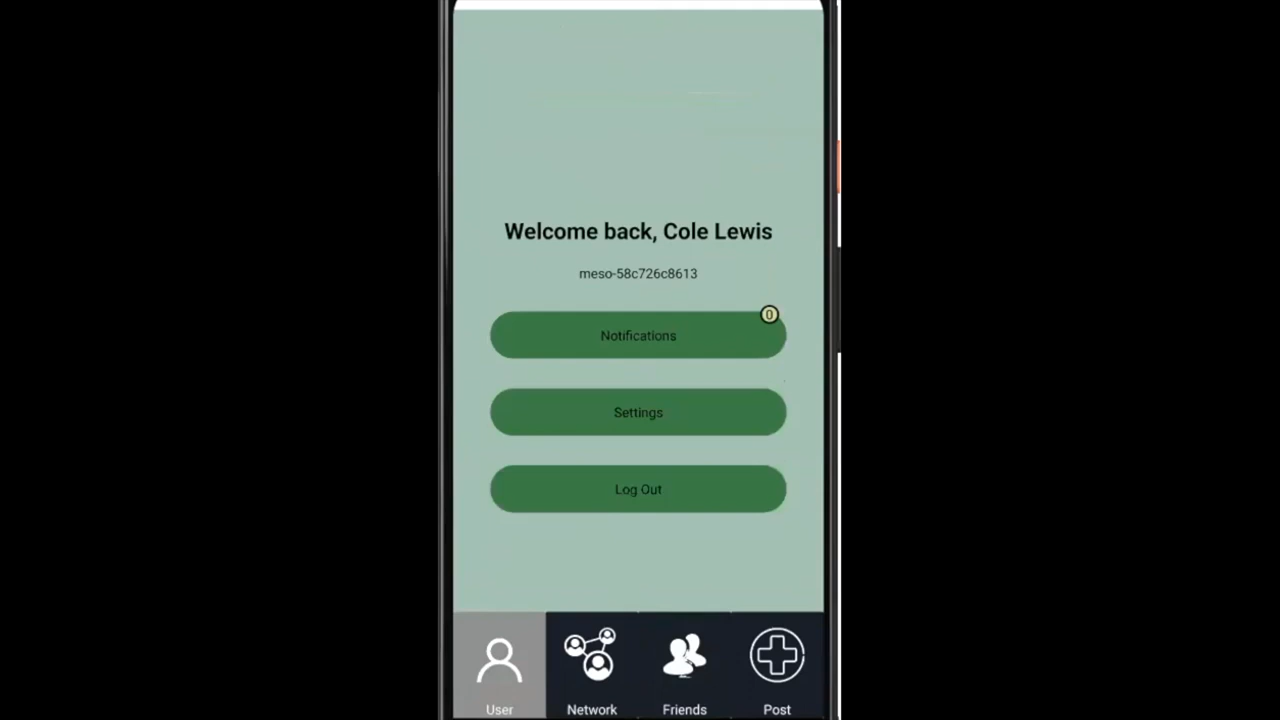 Welcome back, Cole Lewis
meso-58c726c8613
0
Notifications
Settings
Log Out
User
Network
Friends
Post